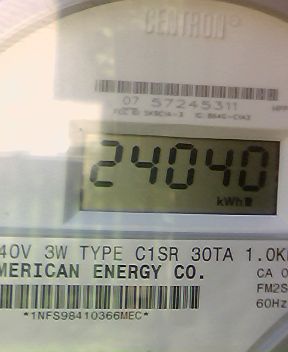 CENTRON®
07 57245311
24040
kWh
40V 3W TYPE C1SR 30TA 1.0K
MERICAN ENERGY CO.
CA 0
FM2S
60Hz
*1NFS98410366MEC*